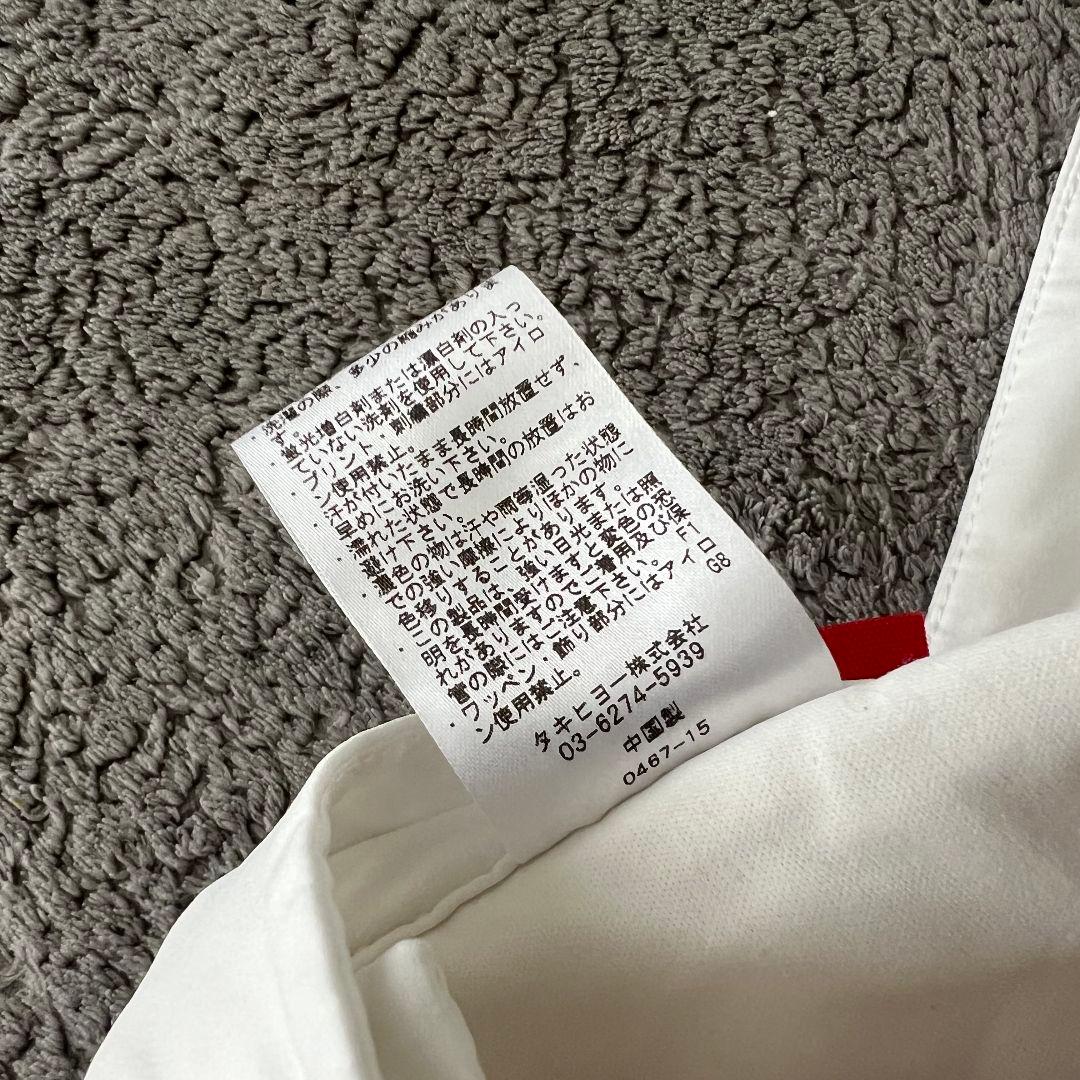 ・洗濯の際、多少の縮みがありま
す。
・蛍光増白剤または漂白剤の入っ
ていない洗剤を使用して下さい。
・プリント・刺繍部分にはアイロ
ン使用禁止。
・汗が付いたまま長時間放置せず、
早めにお洗い下さい。
・濡れた状態で長時間の放置はお
避け下さい。
・濃色の物は汗や雨等湿った状態
での強い摩擦によりほかの物に
色移りすることがあります。
・この製品は、強い日光または照
明を長時間受けますと変色の恐
れがありますのでご着用及び保
管の際にはご注意下さい。 F1
・ワッペン・飾り部分にはアイロ
ン使用禁止。 G8
タキヒヨー株式会社
03-6274-5939
中国製
0467-15